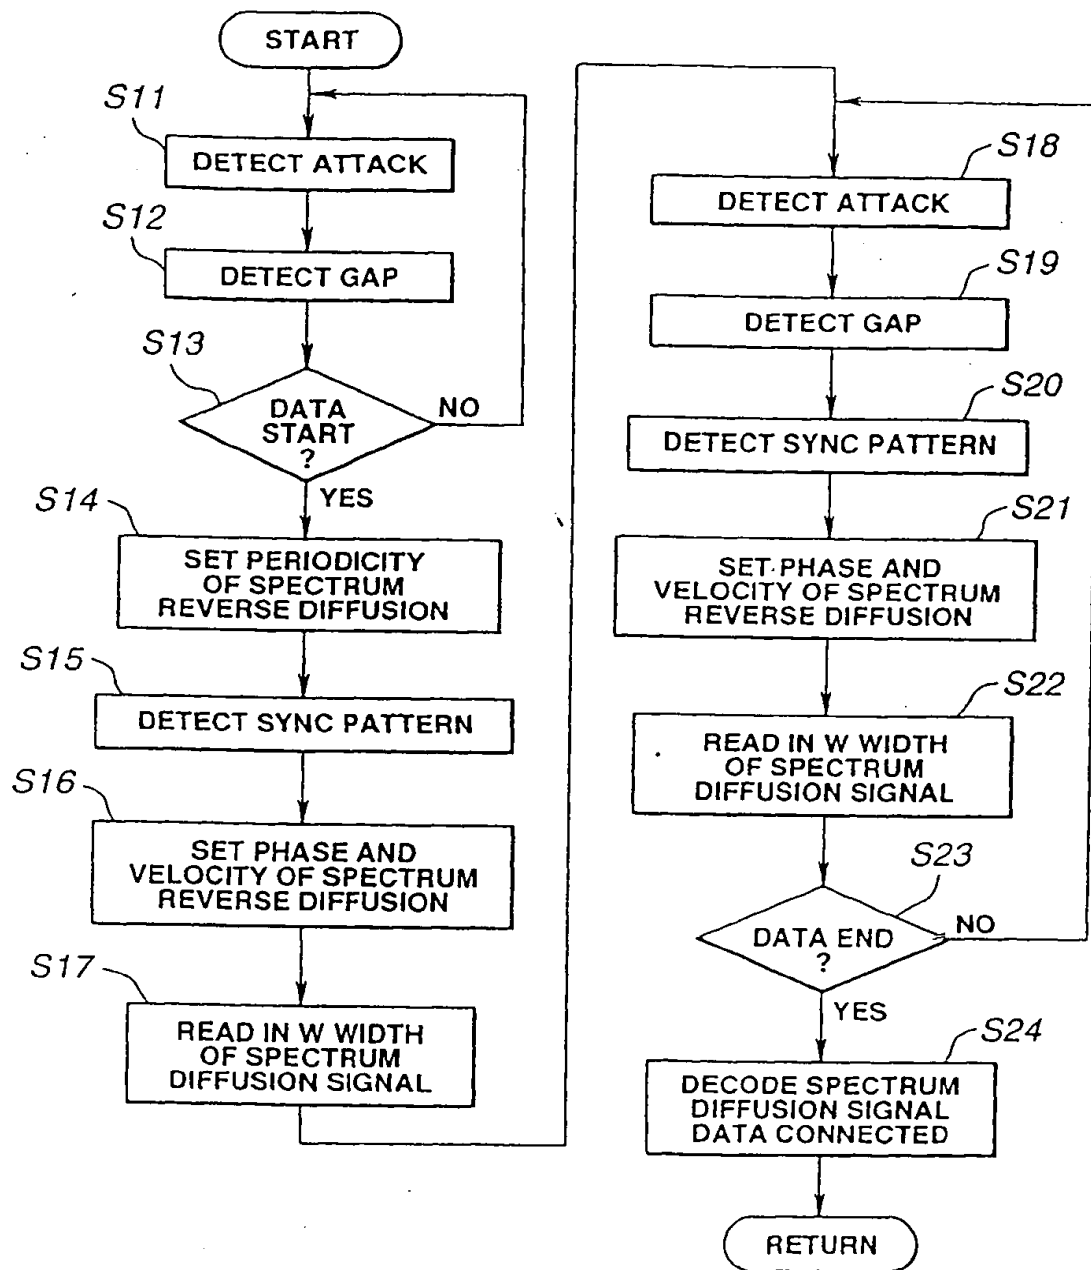 START
S11
DETECT ATTACK
S12
DETECT GAP
S13
DATA
START
?
NO
YES
S14
SET PERIODICITY
OF SPECTRUM
REVERSE DIFFUSION
S15
DETECT SYNC PATTERN
S16
SET PHASE AND
VELOCITY OF SPECTRUM
REVERSE DIFFUSION
S17
READ IN W WIDTH
OF SPECTRUM
DIFFUSION SIGNAL
S18
DETECT ATTACK
S19
DETECT GAP
S20
DETECT SYNC PATTERN
S21
SET PHASE AND
VELOCITY OF SPECTRUM
REVERSE DIFFUSION
S22
READ IN W WIDTH
OF SPECTRUM
DIFFUSION SIGNAL
S23
DATA END
?
NO
YES
S24
DECODE SPECTRUM
DIFFUSION SIGNAL
DATA CONNECTED
RETURN